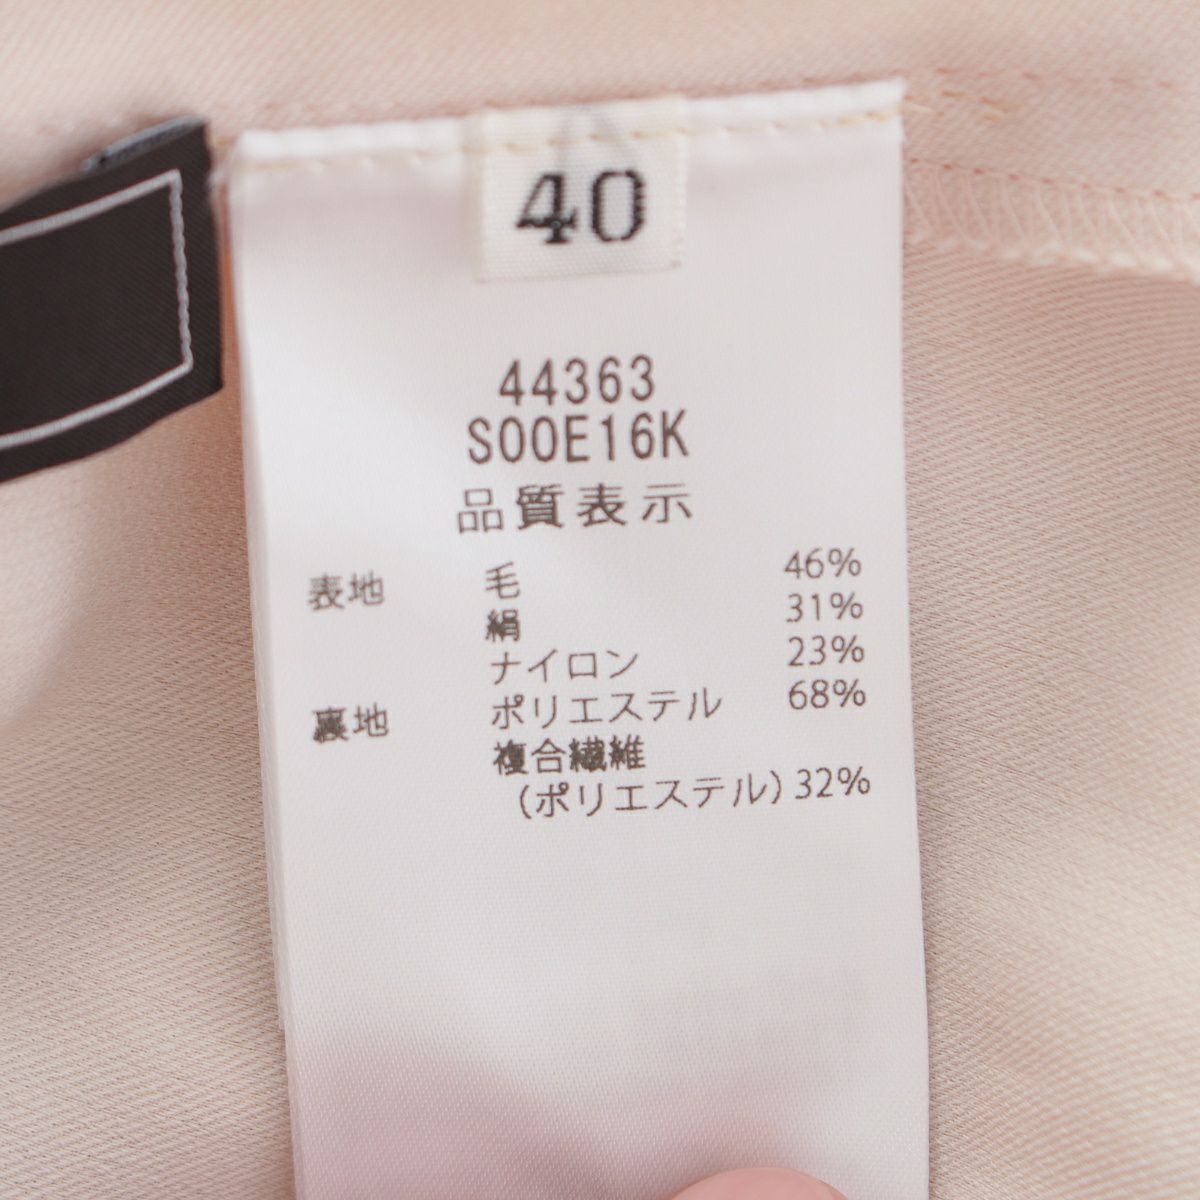 40
44363
S00E16K
品質表示
表地 毛 46%
絹 31%
ナイロン 23%
裏地 ポリエステル 68%
複合繊維
(ポリエステル) 32%